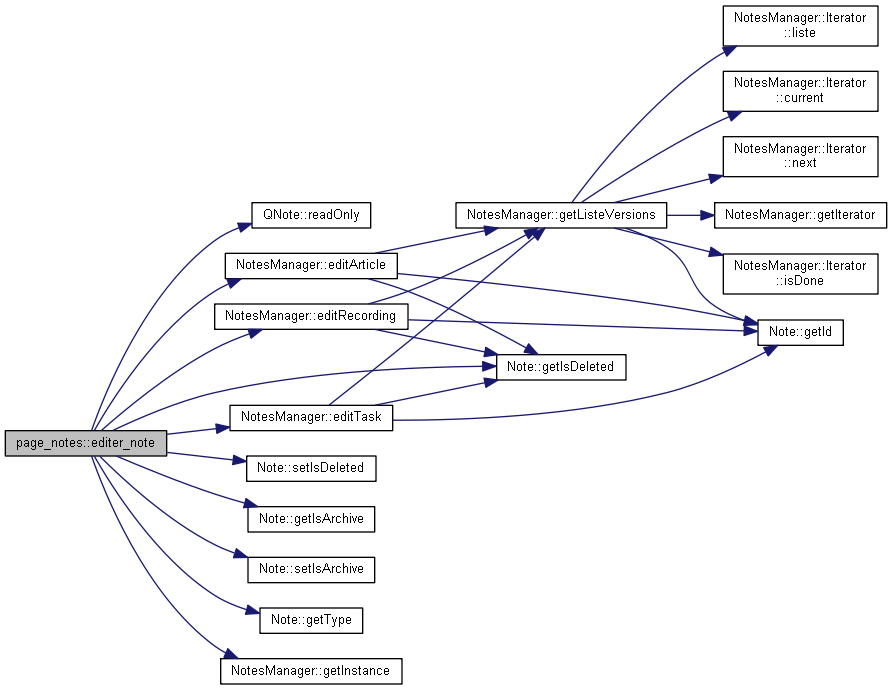 NotesManager::Iterator
::liste
NotesManager::Iterator
::current
NotesManager::Iterator
::next
QNote::readOnly
NotesManager::getListeVersions
NotesManager::getIterator
NotesManager::editArticle
NotesManager::Iterator
::isDone
NotesManager::editRecording
Note::getId
Note::getIsDeleted
NotesManager::editTask
page_notes::editer_note
Note::setIsDeleted
Note::getIsArchive
Note::setIsArchive
Note::getType
NotesManager::getInstance